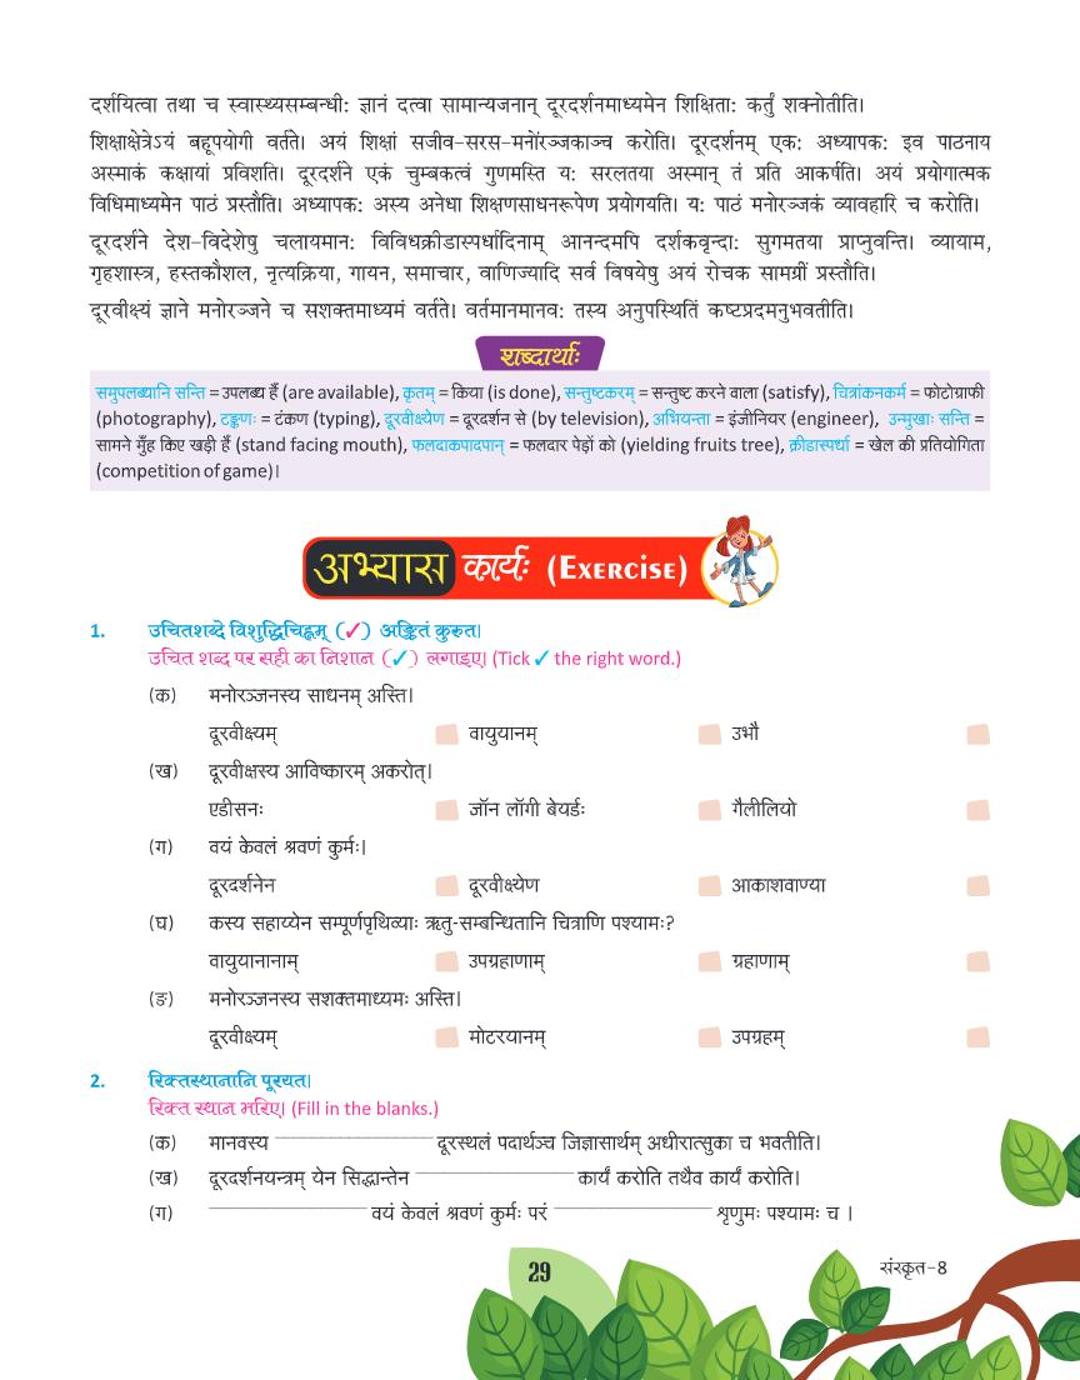 दर्शयित्वा तथा च स्वास्थ्यसम्बन्धी: ज्ञानं दत्वा सामान्यजनान् दूरदर्शनमाध्यमेन शिक्षिता: कर्तुं शक्नोतीति।
शिक्षाक्षेत्रेऽयं बहूपयोगी वर्तते। अयं शिक्षां सजीव-सरस-मनोंरञ्जकाञ्च करोति। दूरदर्शनम् एक: अध्यापक: इव पाठनाय
अस्माकं कक्षायां प्रविशति। दूरदर्शने एकं चुम्बकत्वं गुणमस्ति य: सरलतया अस्मान् तं प्रति आकर्षति। अयं प्रयोगात्मक
विधिमाध्यमेन पाठं प्रस्तौति। अध्यापक: अस्य अनेधा शिक्षणसाधनरूपेण प्रयोगयति। य: पाठं मनोरञ्जकं व्यावहारि च करोति।
दूरदर्शने देश-विदेशेषु चलायमान: विविधक्रीडास्पर्धादिनाम् आनन्दमपि दर्शकवृन्दा: सुगमतया प्राप्नुवन्ति। व्यायाम,
गृहशास्त्र, हस्तकौशल, नृत्यक्रिया, गायन, समाचार, वाणिज्यादि सर्व विषयेषु अयं रोचक सामग्रीं प्रस्तौति।
दूरवीक्ष्यं ज्ञाने मनोरञ्जने च सशक्तमाध्यमं वर्तते। वर्तमानमानव: तस्य अनुपस्थितिं कष्टप्रदमनुभवतीति।
शब्दार्थाः
समुपलब्धानि सन्ति = उपलब्ध हैं (are available), कृतम् = किया (is done), सन्तुष्टकरम् = सन्तुष्ट करने वाला (satisfy), चित्रांकनकर्म = फोटोग्राफी
(photography), टङ्कणः = टंकण (typing), दूरवीक्ष्येण = दूरदर्शन से (by television), अभियन्ता = इंजीनियर (engineer), उन्मुखाः सन्ति =
सामने मुँह किए खड़ी हैं (stand facing mouth), फलदाकपादपान् = फलदार पेड़ों को (yielding fruits tree), क्रीडास्पर्धा = खेल की प्रतियोगिता
(competition of game)।
अभ्यास कार्यः (EXERCISE)
1. उचितशब्दे विशुद्धिचिह्नम् (✓) अङ्कितं कुरुत।
उचित शब्द पर सही का निशान (✓) लगाइए। (Tick ✓ the right word.)
(क) मनोरञ्जनस्य साधनम् अस्ति।
दूरवीक्ष्यम् वायुयानम् उभौ
(ख) दूरवीक्षस्य आविष्कारम् अकरोत्।
एडीसनः जॉन लॉगी बेयर्डः गैलीलियो
(ग) वयं केवलं श्रवणं कुर्मः।
दूरदर्शनेन दूरवीक्ष्येण आकाशवाण्या
(घ) कस्य सहाय्येन सम्पूर्णपृथिव्याः ऋतु-सम्बन्धितानि चित्राणि पश्यामः?
वायुयानानाम् उपग्रहाणाम् ग्रहाणाम्
(ङ) मनोरञ्जनस्य सशक्तमाध्यमः अस्ति।
दूरवीक्ष्यम् मोटरयानम् उपग्रहम्
2. रिक्तस्थानानि पूरयत।
रिक्त स्थान भरिए। (Fill in the blanks.)
(क) मानवस्य ____________ दूरस्थलं पदार्थञ्च जिज्ञासार्थम् अधीरात्सुका च भवतीति।
(ख) दूरदर्शनयन्त्रम् येन सिद्धान्तेन ____________ कार्यं करोति तथैव कार्यं करोति।
(ग) ____________ वयं केवलं श्रवणं कुर्मः परं ____________ शृणुमः पश्यामः च ।
29
संस्कृत-8